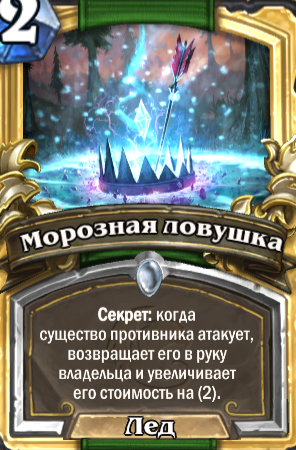 2
Морозная ловушка
Секрет: когда
существо противника атакует,
возвращает его в руку
владельца и увеличивает
его стоимость на (2).
Лед